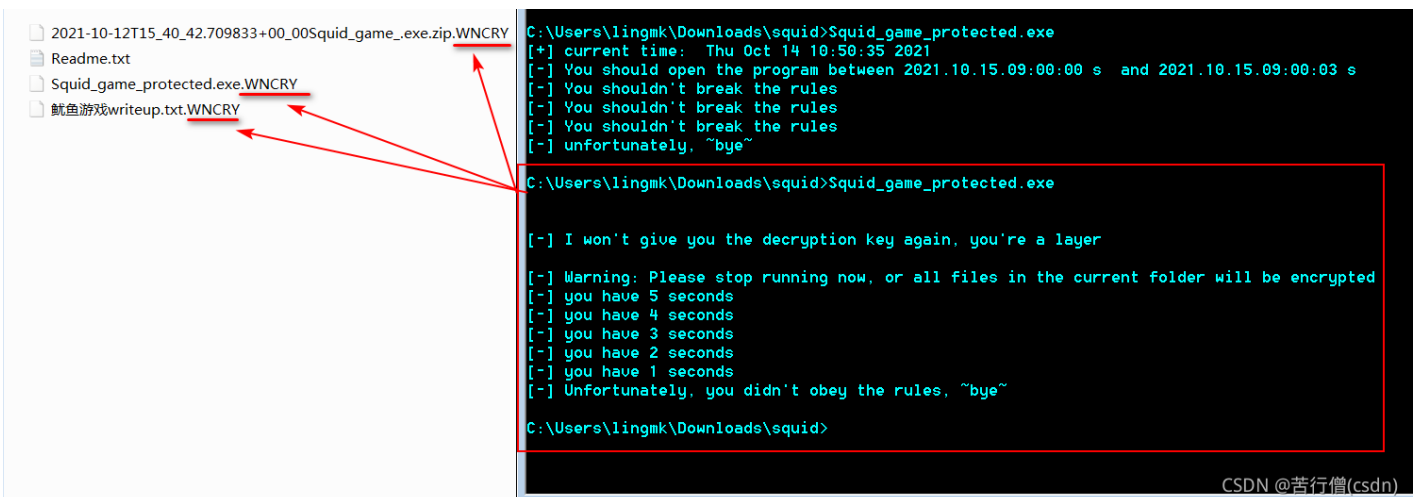 2021-10-12T15_40_42.709833+00_00Squid_game_.exe.zip.WNCRY
Readme.txt
Squid_game_protected.exe.WNCRY
鱿鱼游戏writeup.txt.WNCRY
C:\Users\lingmk\Downloads\squid>Squid_game_protected.exe
[+] current time:  Thu Oct 14 10:50:35 2021
[-] You should open the program between 2021.10.15.09:00:00 s  and 2021.10.15.09:00:03 s
[-] You shouldn't break the rules
[-] You shouldn't break the rules
[-] You shouldn't break the rules
[-] unfortunately, ~bye~
C:\Users\lingmk\Downloads\squid>Squid_game_protected.exe
[-] I won't give you the decryption key again, you're a layer
[-] Warning: Please stop running now, or all files in the current folder will be encrypted
[-] you have 5 seconds
[-] you have 4 seconds
[-] you have 3 seconds
[-] you have 2 seconds
[-] you have 1 seconds
[-] Unfortunately, you didn't obey the rules, ~bye~
C:\Users\lingmk\Downloads\squid>
CSDN @苦行僧(csdn)